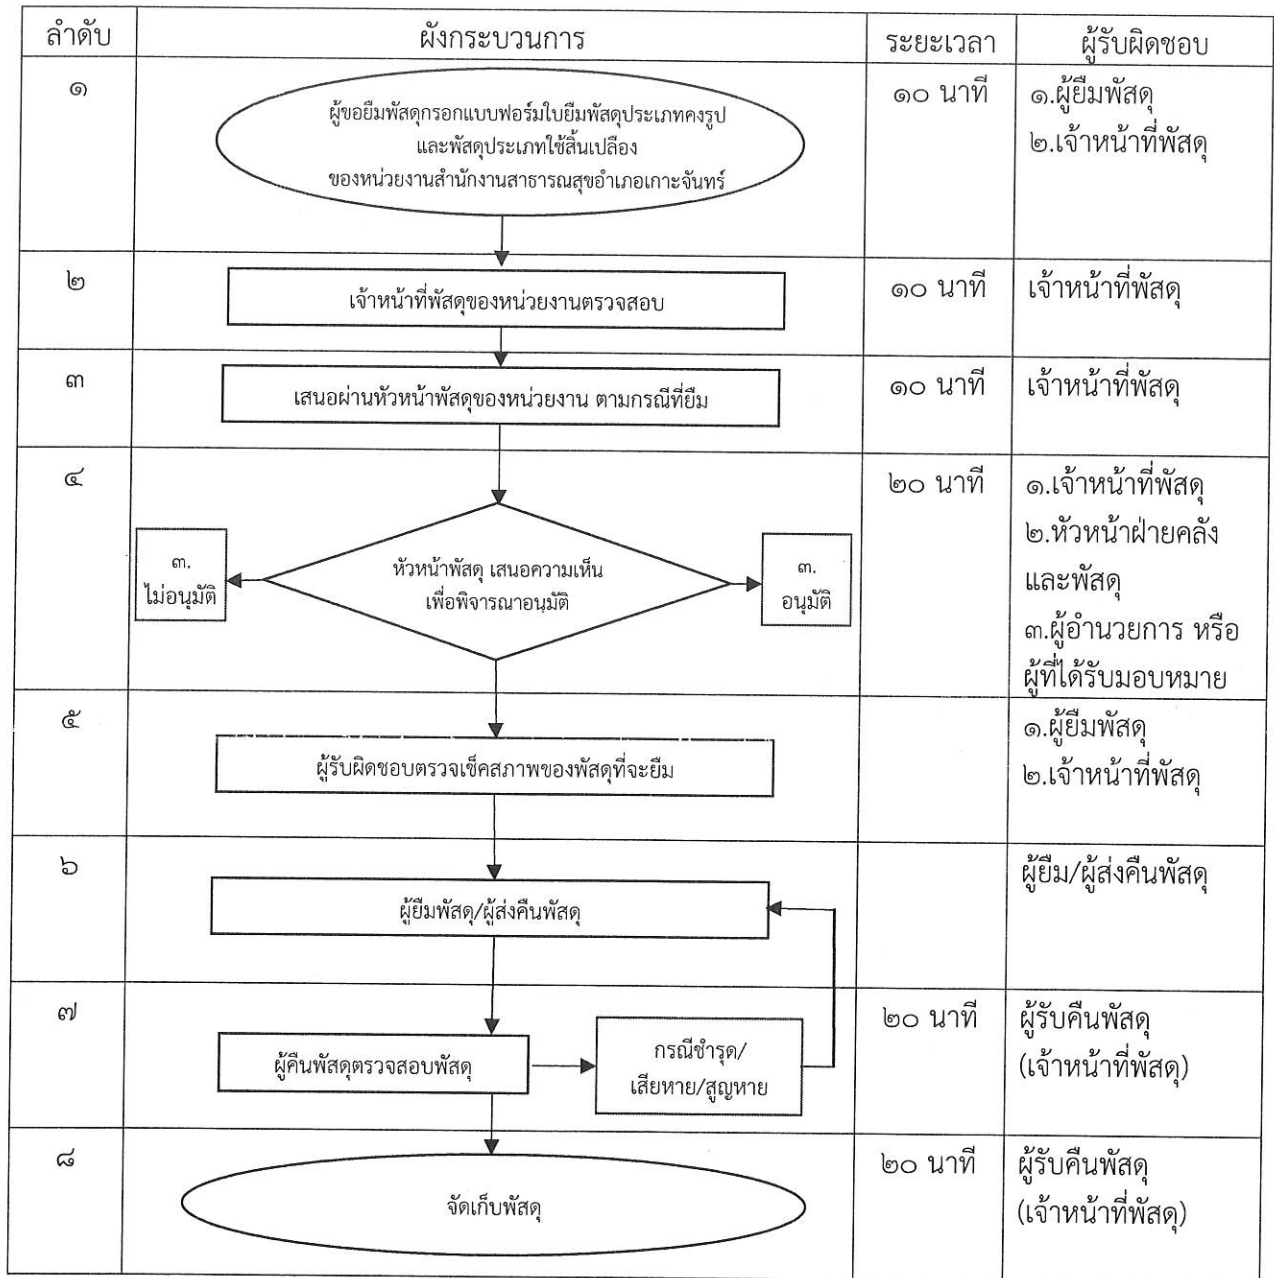 ลำดับ
ผังกระบวนการ
ระยะเวลา
ผู้รับผิดชอบ
๑
ผู้ขอยืมพัสดุกรอกแบบฟอร์มใบยืมพัสดุประเภทคงรูป
และพัสดุประเภทใช้สิ้นเปลือง
ของหน่วยงานสำนักงานสาธารณสุขอำเภอเกาะจันทร์
๑๐ นาที
๑.ผู้ยืมพัสดุ
๒.เจ้าหน้าที่พัสดุ
๒
เจ้าหน้าที่พัสดุของหน่วยงานตรวจสอบ
๑๐ นาที
เจ้าหน้าที่พัสดุ
๓
เสนอผ่านหัวหน้าพัสดุของหน่วยงาน ตามกรณีที่ยืม
๑๐ นาที
เจ้าหน้าที่พัสดุ
๔
๓.
ไม่อนุมัติ
หัวหน้าพัสดุ เสนอความเห็น
เพื่อพิจารณาอนุมัติ
๓.
อนุมัติ
๒๐ นาที
๑.เจ้าหน้าที่พัสดุ
๒.หัวหน้าฝ่ายคลัง
และพัสดุ
๓.ผู้อำนวยการ หรือ
ผู้ที่ได้รับมอบหมาย
๕
ผู้รับผิดชอบตรวจเช็คสภาพของพัสดุที่จะยืม
๑.ผู้ยืมพัสดุ
๒.เจ้าหน้าที่พัสดุ
๖
ผู้ยืมพัสดุ/ผู้ส่งคืนพัสดุ
ผู้ยืม/ผู้ส่งคืนพัสดุ
๗
ผู้คืนพัสดุตรวจสอบพัสดุ
กรณีชำรุด/
เสียหาย/สูญหาย
๒๐ นาที
ผู้รับคืนพัสดุ
(เจ้าหน้าที่พัสดุ)
๘
จัดเก็บพัสดุ
๒๐ นาที
ผู้รับคืนพัสดุ
(เจ้าหน้าที่พัสดุ)